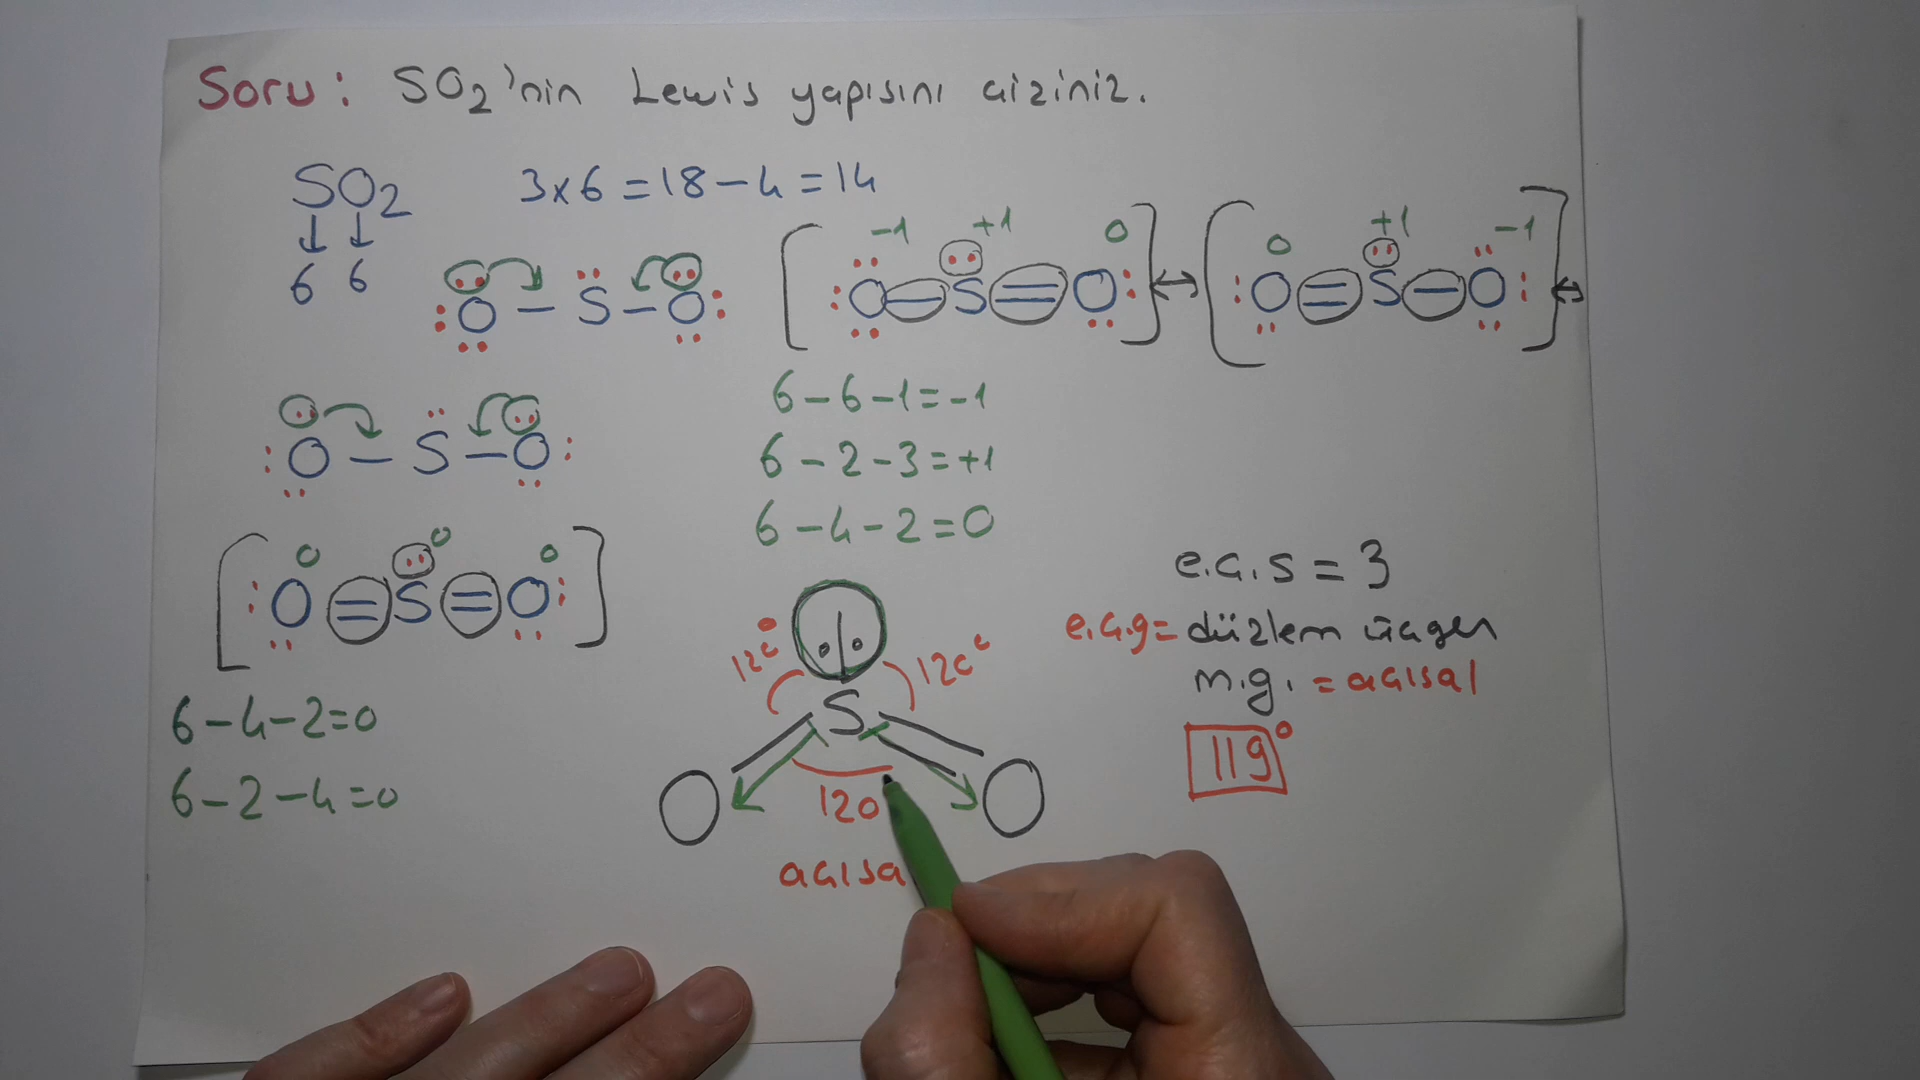 Soru: SO2'nin Lewis yapısını çiziniz.
SO2 3x6=18-4=14
6 6
O - S - O
-1 +1 0
[O - S = O] ↔
0 +1 -1
[O = S - O] ↔
O - S - O
0 0 0
[O = S = O]
6-4-2=0
6-2-4=0
6-6-1=-1
6-2-3=+1
6-4-2=0
120° 120°
S
O O
120
açısa
e.ç.s = 3
e.ç.g = düzlem üçgen
m.g. = açısal
119°